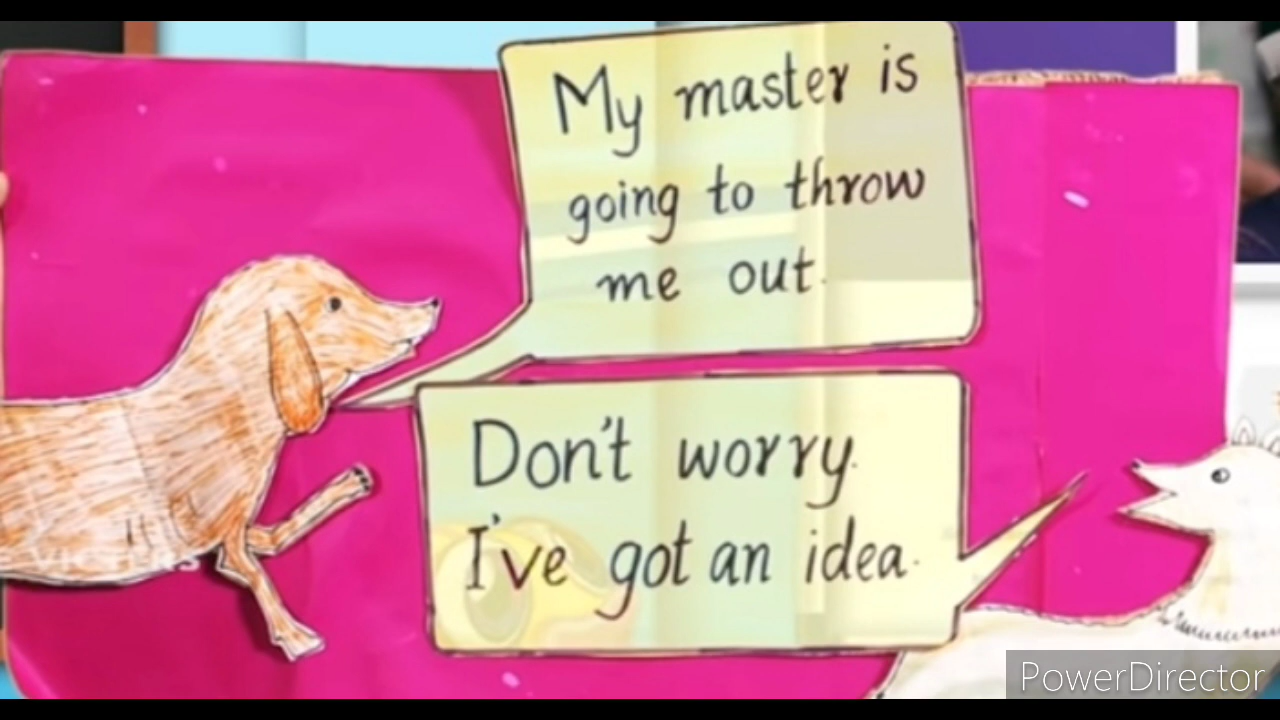 My master is
going to throw
me out.
Don't worry.
I've got an idea.
PowerDirector